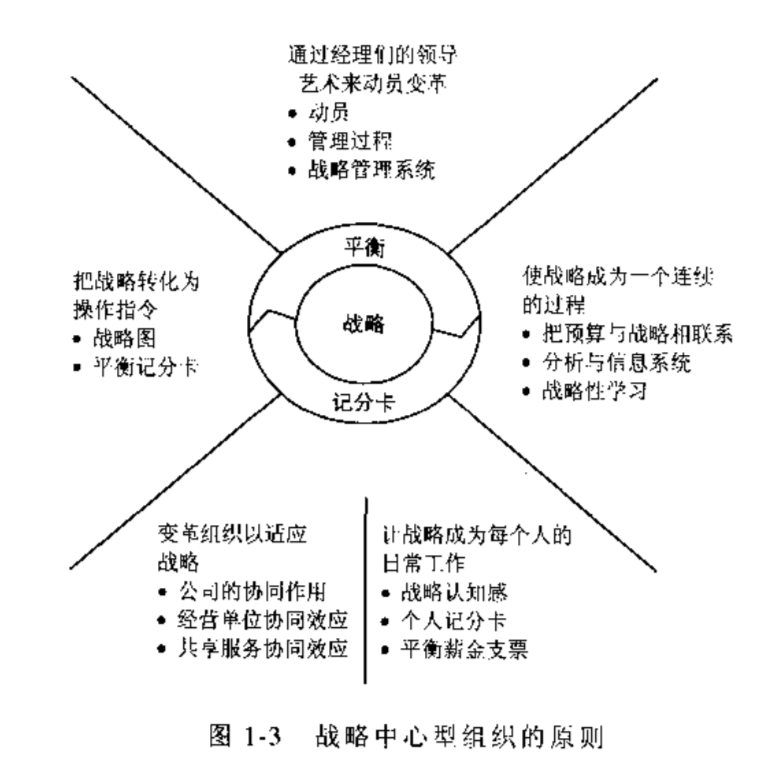 通过经理们的领导
艺术来动员变革
• 动员
• 管理过程
• 战略管理系统
平衡
战略
记分卡
把战略转化为
操作指令
• 战略图
• 平衡记分卡
使战略成为一个连续
的过程
• 把预算与战略相联系
• 分析与信息系统
• 战略性学习
变革组织以适应
战略
• 公司的协同作用
• 经营单位协同效应
• 共享服务协同效应
让战略成为每个人的
日常工作
• 战略认知感
• 个人记分卡
• 平衡薪金支票
图 1-3 战略中心型组织的原则